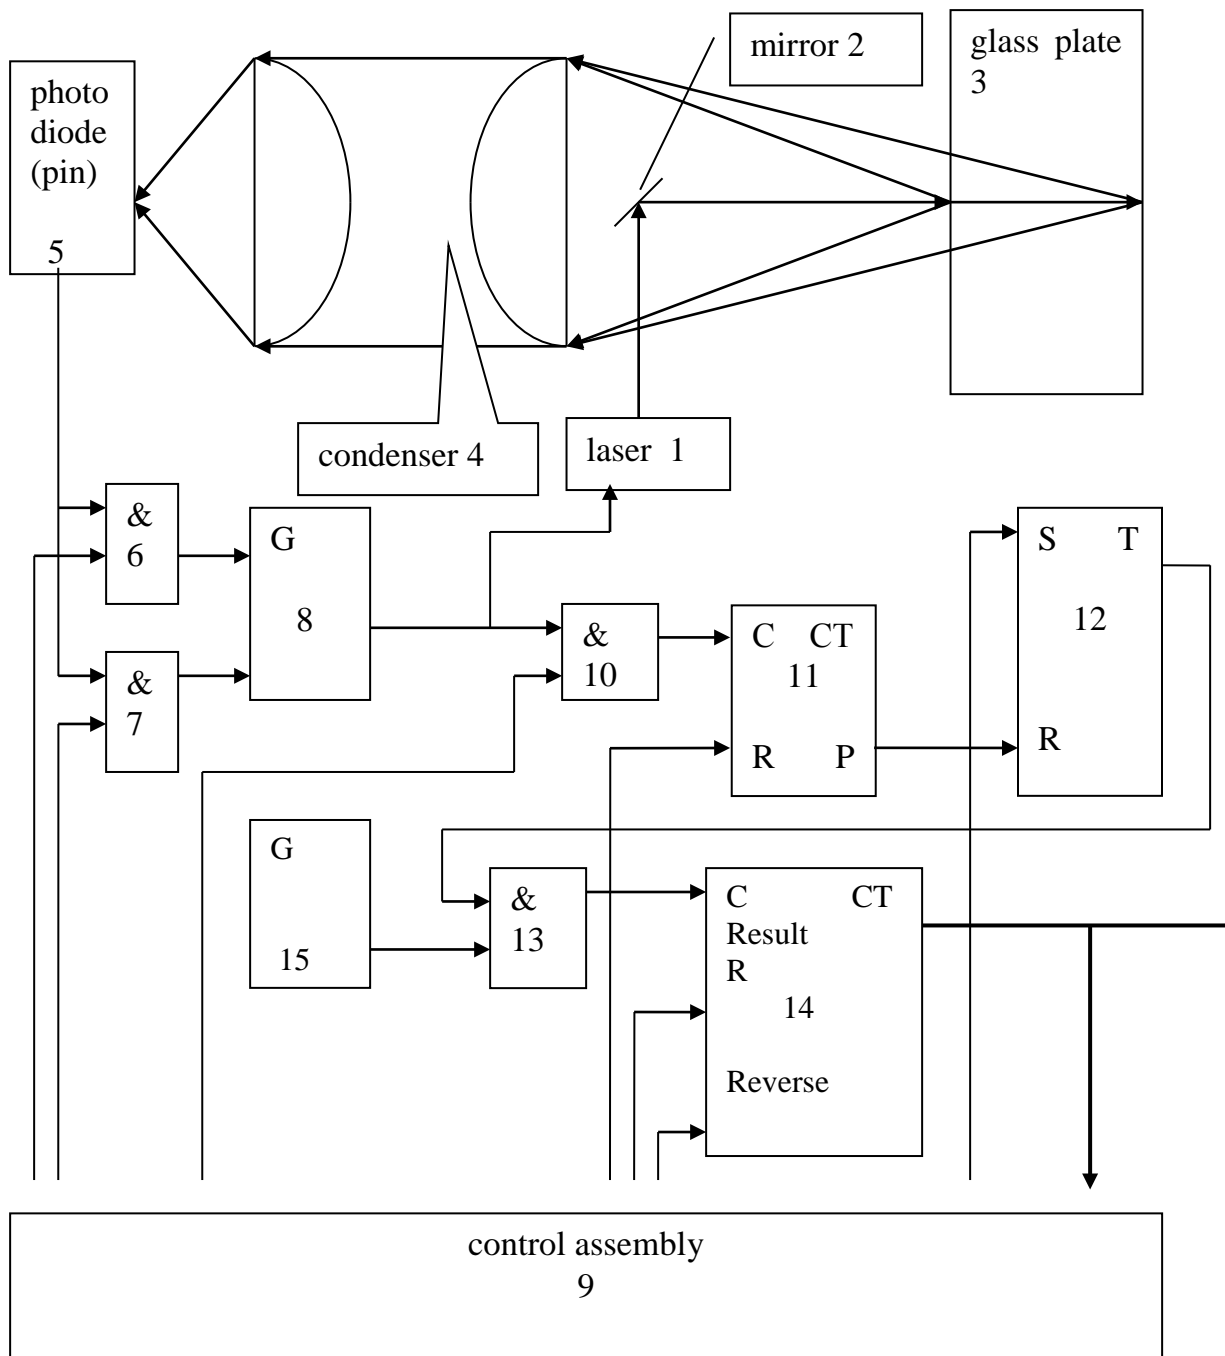 mirror 2
glass plate
3
photo
diode
(pin)
5
condenser 4
laser 1
&
6
G
8
S T
12
R
&
7
&
10
C CT
11
R P
G
15
&
13
C CT
Result
R
14
Reverse
control assembly
9